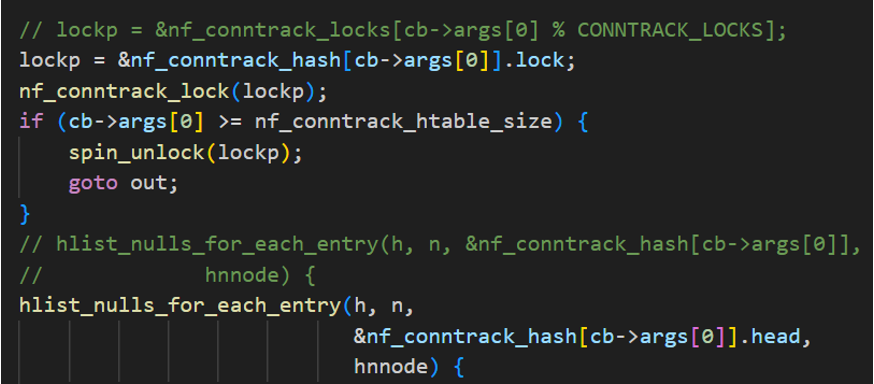 // lockp = &nf_conntrack_locks[cb->args[0] % CONNTRACK_LOCKS];
lockp = &nf_conntrack_hash[cb->args[0]].lock;
nf_conntrack_lock(lockp);
if (cb->args[0] >= nf_conntrack_htable_size) {
    spin_unlock(lockp);
    goto out;
}
// hlist_nulls_for_each_entry(h, n, &nf_conntrack_hash[cb->args[0]],
//             hnnode) {
hlist_nulls_for_each_entry(h, n,
                           &nf_conntrack_hash[cb->args[0]].head,
                           hnnode) {